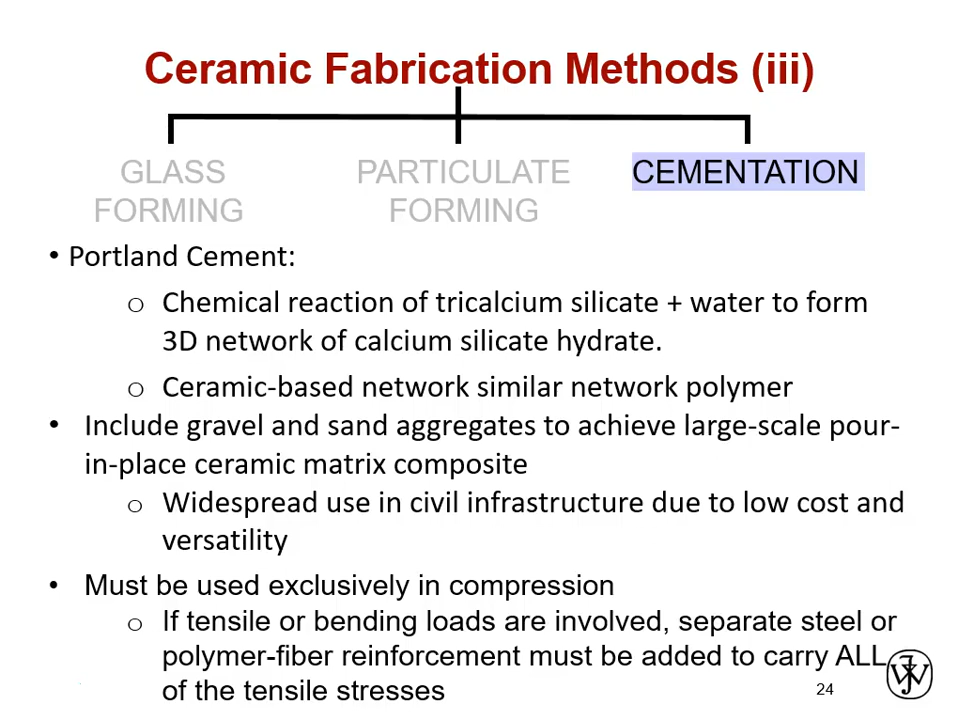 Ceramic Fabrication Methods (iii)
GLASS
FORMING
PARTICULATE
FORMING
CEMENTATION
• Portland Cement:
o Chemical reaction of tricalcium silicate + water to form
3D network of calcium silicate hydrate.
o Ceramic-based network similar network polymer
• Include gravel and sand aggregates to achieve large-scale pour-
in-place ceramic matrix composite
o Widespread use in civil infrastructure due to low cost and
versatility
• Must be used exclusively in compression
o If tensile or bending loads are involved, separate steel or
polymer-fiber reinforcement must be added to carry ALL
of the tensile stresses
24